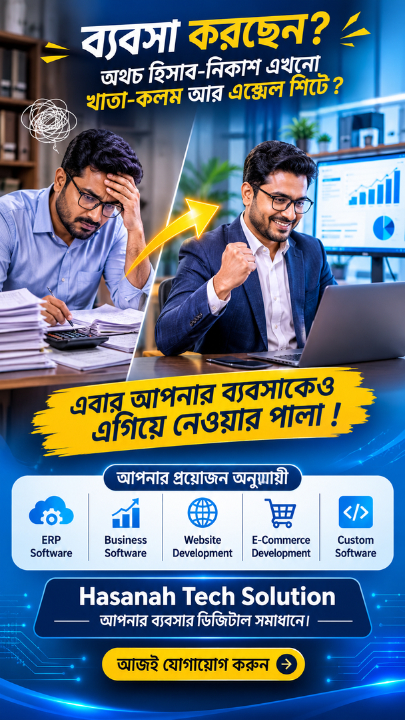 ব্যবসা করছেন?
অথচ হিসাব-নিকাশ এখনো
খাতা-কলম আর এক্সেল শিটে ?
এবার আপনার ব্যবসাকেও
এগিয়ে নেওয়ার পালা !
আপনার প্রয়োজন অনুযায়ী
ERP
Software
Business
Software
Website
Development
E-Commerce
Development
Custom
Software
Hasanah Tech Solution
আপনার ব্যবসার ডিজিটাল সমাধানে।
আজই যোগাযোগ করুন